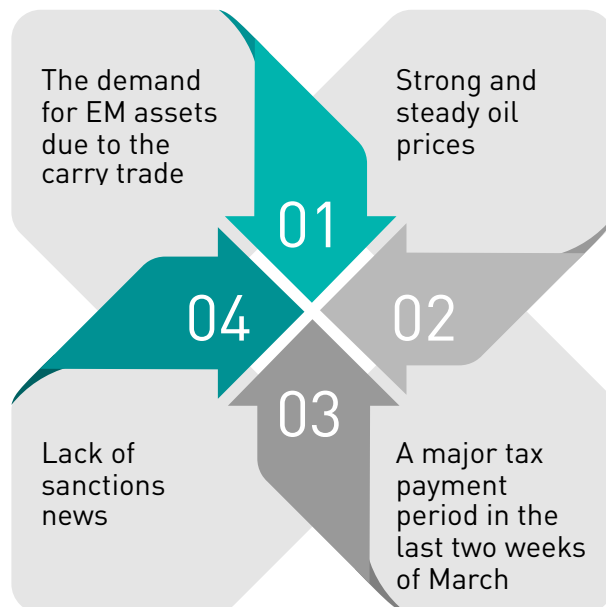 The demand
for EM assets
due to the
carry trade
01
Strong and
steady oil
prices
02
A major tax
payment
period in the
last two weeks
of March
03
Lack of
sanctions
news
04